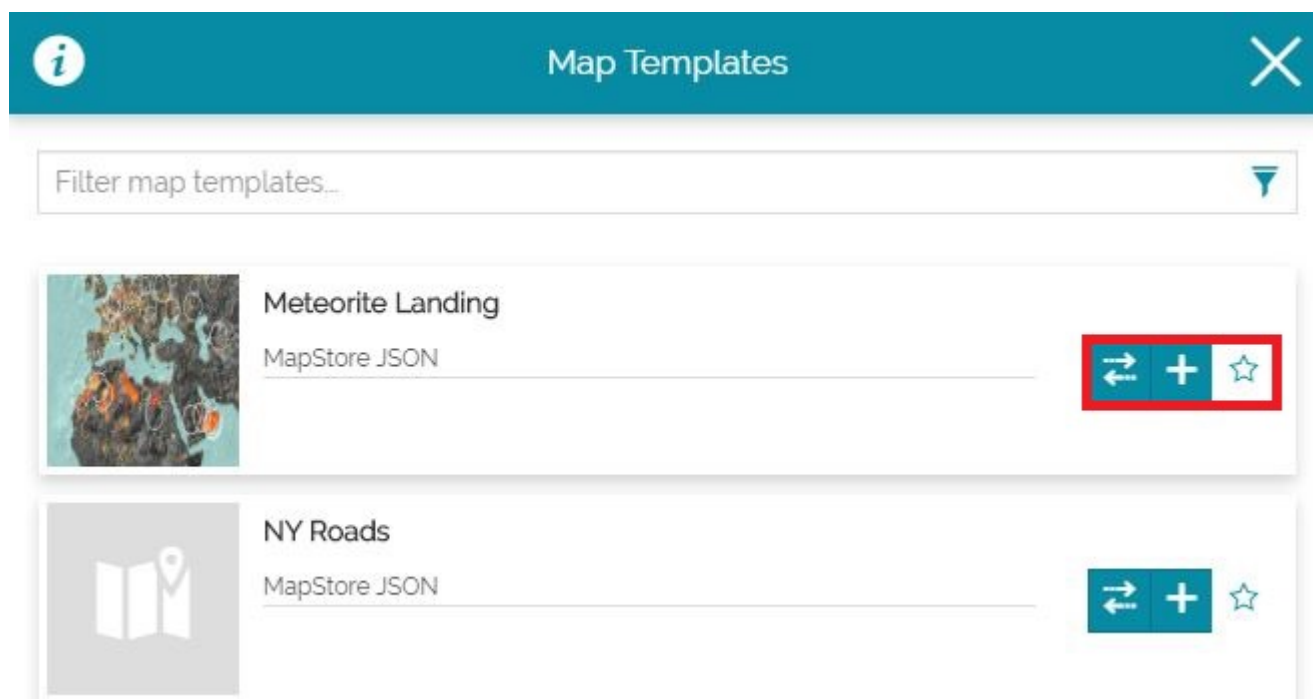 Map Templates
Filter map templates...
Meteorite Landing
MapStore JSON
NY Roads
MapStore JSON